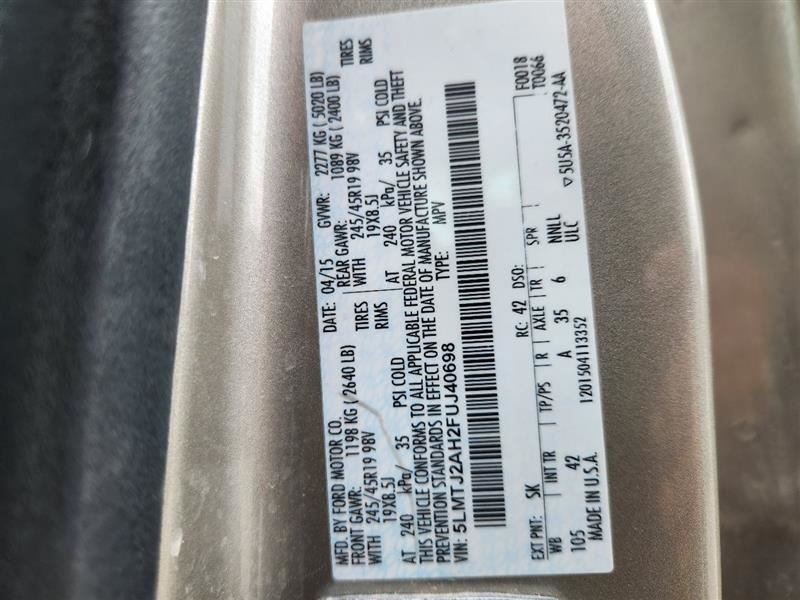 MFD. BY FORD MOTOR CO. DATE: 04/15 GVWR: 2277 KG ( 5020 LB)
FRONT GAWR: 1198 KG ( 2640 LB) REAR GAWR: 1089 KG ( 2400 LB)
WITH 245/45R19 98V TIRES WITH 245/45R19 98V TIRES
19X8.5J RIMS 19X8.5J RIMS
AT 240 kPa/ 35 PSI COLD AT 240 kPa/ 35 PSI COLD
THIS VEHICLE CONFORMS TO ALL APPLICABLE FEDERAL MOTOR VEHICLE SAFETY AND THEFT
PREVENTION STANDARDS IN EFFECT ON THE DATE OF MANUFACTURE SHOWN ABOVE.
VIN: 5LMTJ2AH2FUJ40698 TYPE: MPV
F0018
T0066
EXT PNT: SK RC: 42 DSO:
WB INT TR TP/PS R AXLE TR SPR
105 42 A 35 6 NNLL
ULC
MADE IN U.S.A. 1201504113352 ▽5U5A-3520472-AA